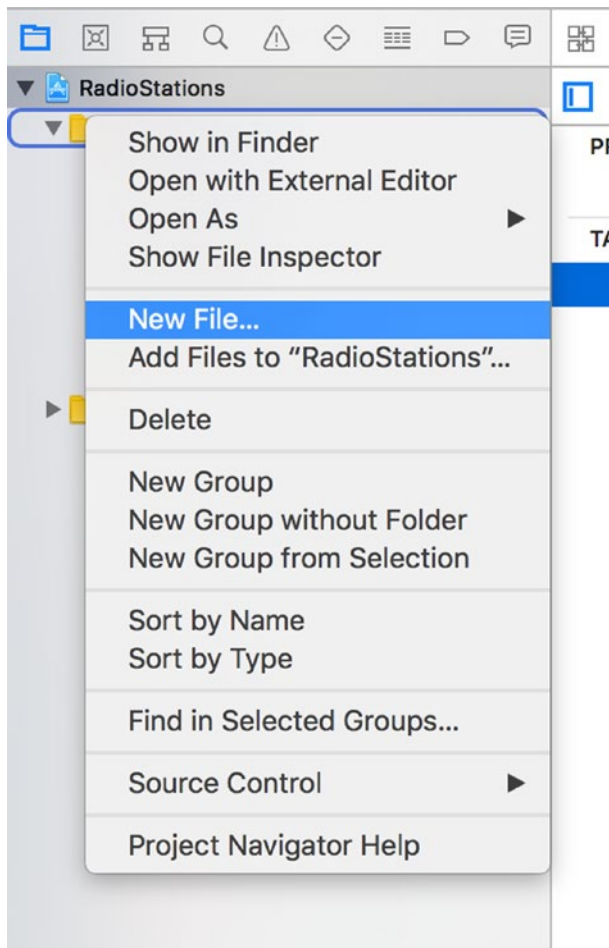 RadioStations
Show in Finder
Open with External Editor
Open As
Show File Inspector
New File...
Add Files to “RadioStations”...
Delete
New Group
New Group without Folder
New Group from Selection
Sort by Name
Sort by Type
Find in Selected Groups...
Source Control
Project Navigator Help